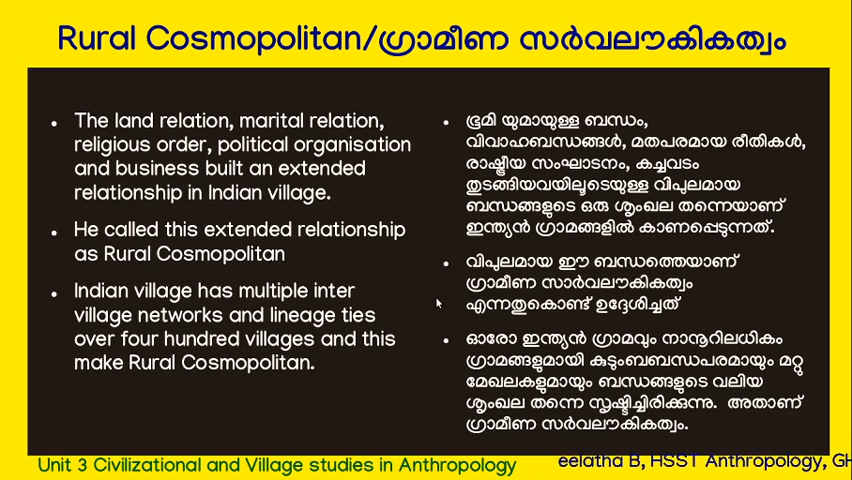 Rural Cosmopolitan/ഗ്രാമീണ സർവലൗകികത്വം
The land relation, marital relation,
religious order, political organisation
and business built an extended
relationship in Indian village.
He called this extended relationship
as Rural Cosmopolitan
Indian village has multiple inter
village networks and lineage ties
over four hundred villages and this
make Rural Cosmopolitan.
ഭൂമി യുമായുള്ള ബന്ധം,
വിവാഹബന്ധങ്ങൾ, മതപരമായ രീതികൾ,
രാഷ്ട്രീയ സംഘാടനം, കച്ചവടം
തുടങ്ങിയവയിലൂടെയുള്ള വിപുലമായ
ബന്ധങ്ങളുടെ ഒരു ശൃംഖല തന്നെയാണ്
ഇന്ത്യൻ ഗ്രാമങ്ങളിൽ കാണപ്പെടുന്നത്.
വിപുലമായ ഈ ബന്ധത്തെയാണ്
ഗ്രാമീണ സാർവലൗകികത്വം
എന്നതുകൊണ്ട് ഉദ്ദേശിച്ചത്
ഓരോ ഇന്ത്യൻ ഗ്രാമവും നാനൂറിലധികം
ഗ്രാമങ്ങളുമായി കുടുംബബന്ധപരമായും മറ്റു
മേഖലകളുമായും ബന്ധങ്ങളുടെ വലിയ
ശൃംഖല തന്നെ സൃഷ്ടിച്ചിരിക്കുന്നു. അതാണ്
ഗ്രാമീണ സർവലൗകികത്വം.
Unit 3 Civilizational and Village studies in Anthropology
eelatha B, HSST Anthropology, GH